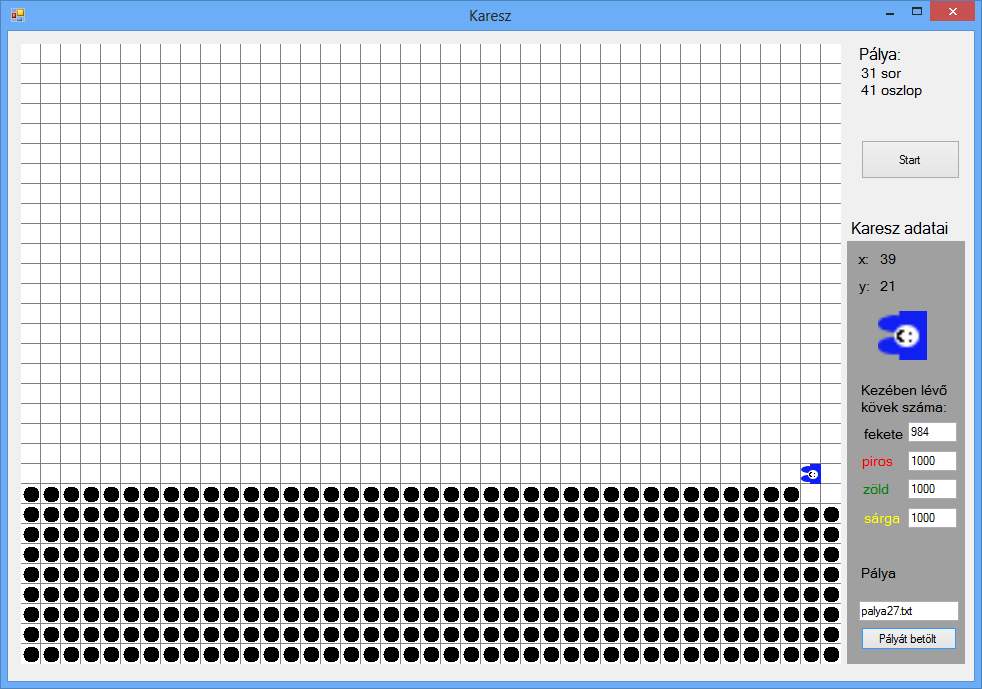 Karesz
Pálya:
31 sor
41 oszlop
Start
Karesz adatai
x: 39
y: 21
Kezében lévő
kövek száma:
fekete 984
piros 1000
zöld 1000
sárga 1000
Pálya
palya27.txt
Pályát betölt